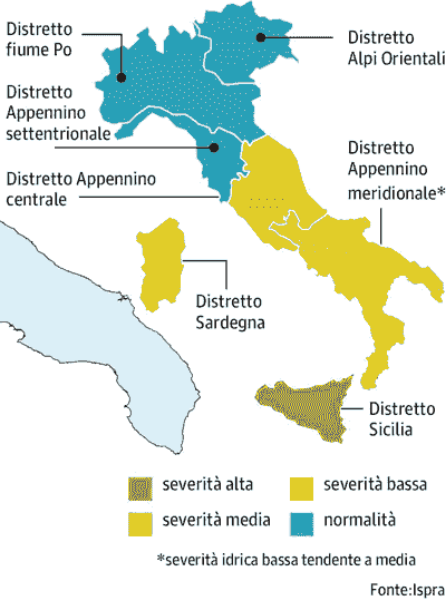 Distretto
fiume Po
Distretto
Alpi Orientali
Distretto
Appennino
settentrionale
Distretto
Appennino
meridionale*
Distretto Appennino
centrale
Distretto
Sardegna
Distretto
Sicilia
severità alta
severità bassa
severità media
normalità
*severità idrica bassa tendente a media
Fonte:Ispra